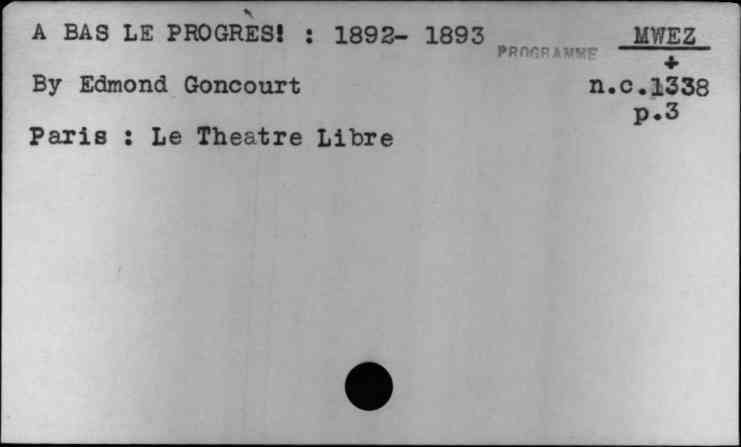 A BAS LE PROGRÈS! : 1892- 1893
PROGRAMME
MWEZ
+
By Edmond Goncourt
n.c.1338
p.3
Paris : Le Theatre Libre